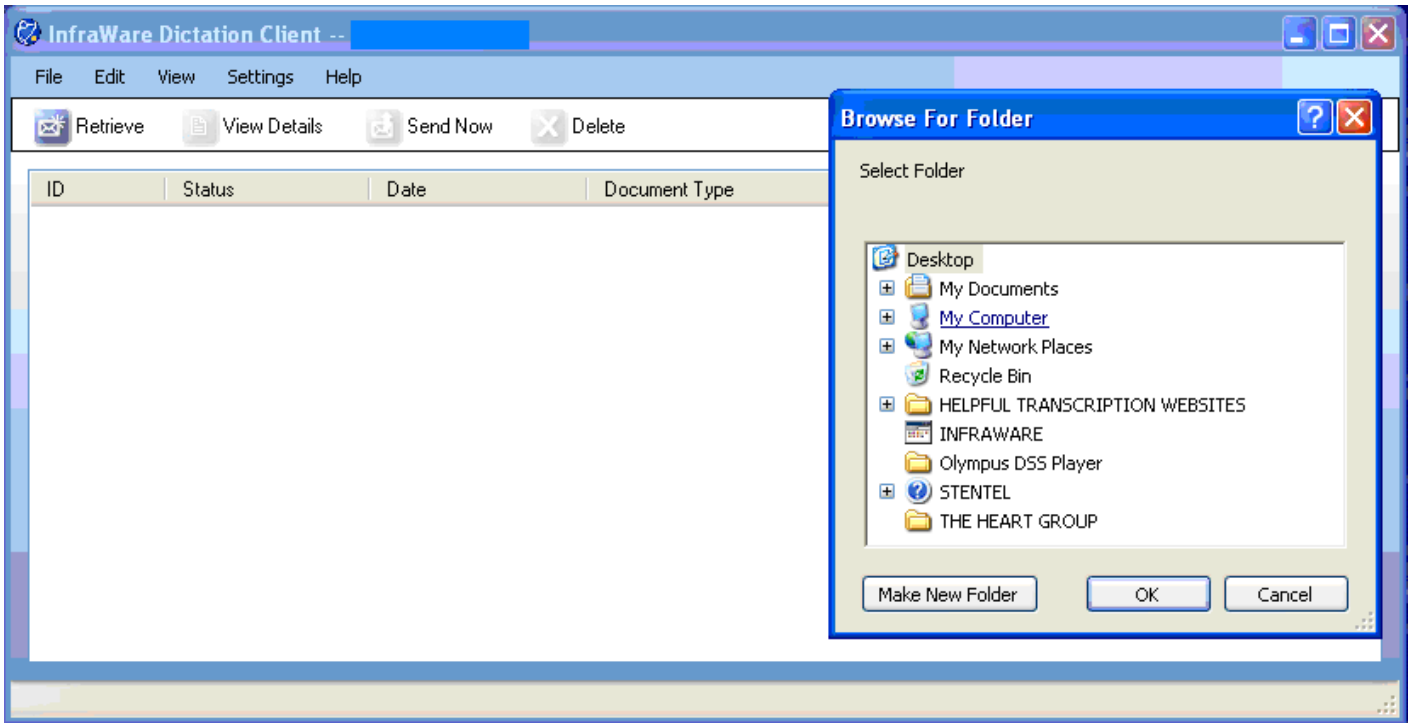 InfraWare Dictation Client --
File Edit View Settings Help
Retrieve View Details Send Now Delete
ID Status Date Document Type
Browse For Folder
Select Folder
Desktop
My Documents
My Computer
My Network Places
Recycle Bin
HELPFUL TRANSCRIPTION WEBSITES
INFRAWARE
Olympus DSS Player
STENTEL
THE HEART GROUP
Make New Folder OK Cancel